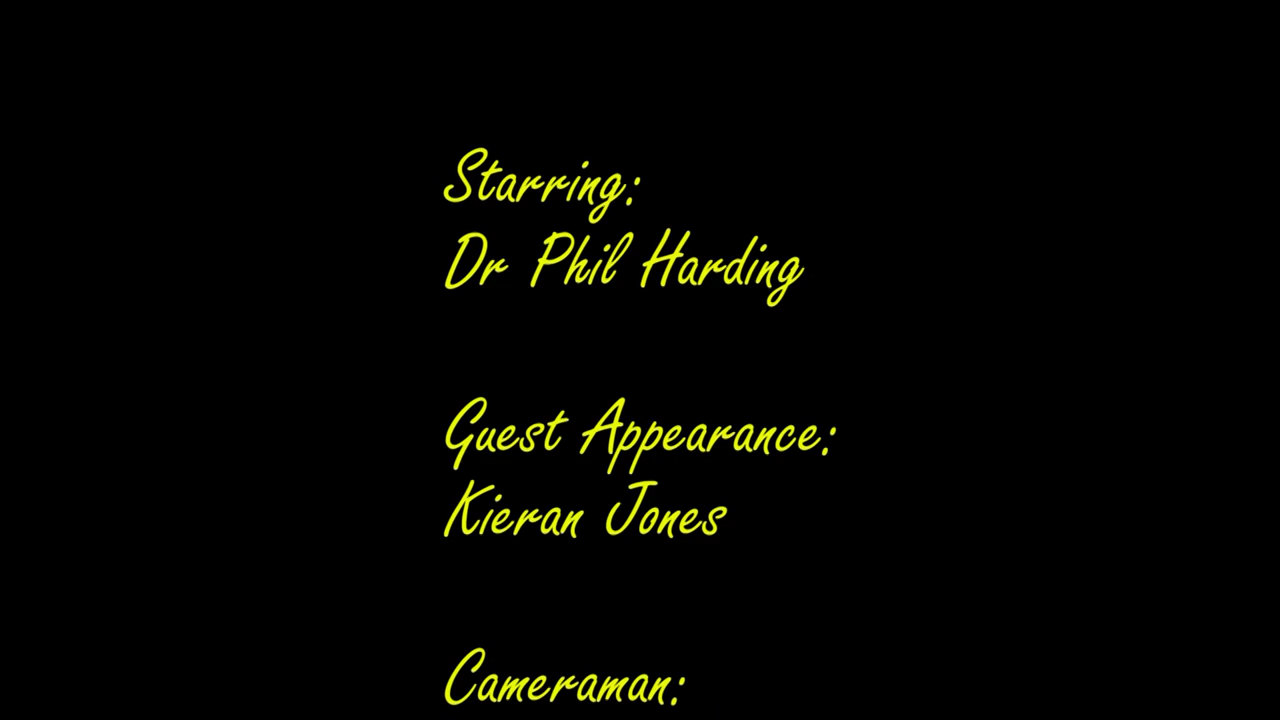 Starring:
Dr Phil Harding
Guest Appearance:
Kieran Jones
Cameraman: